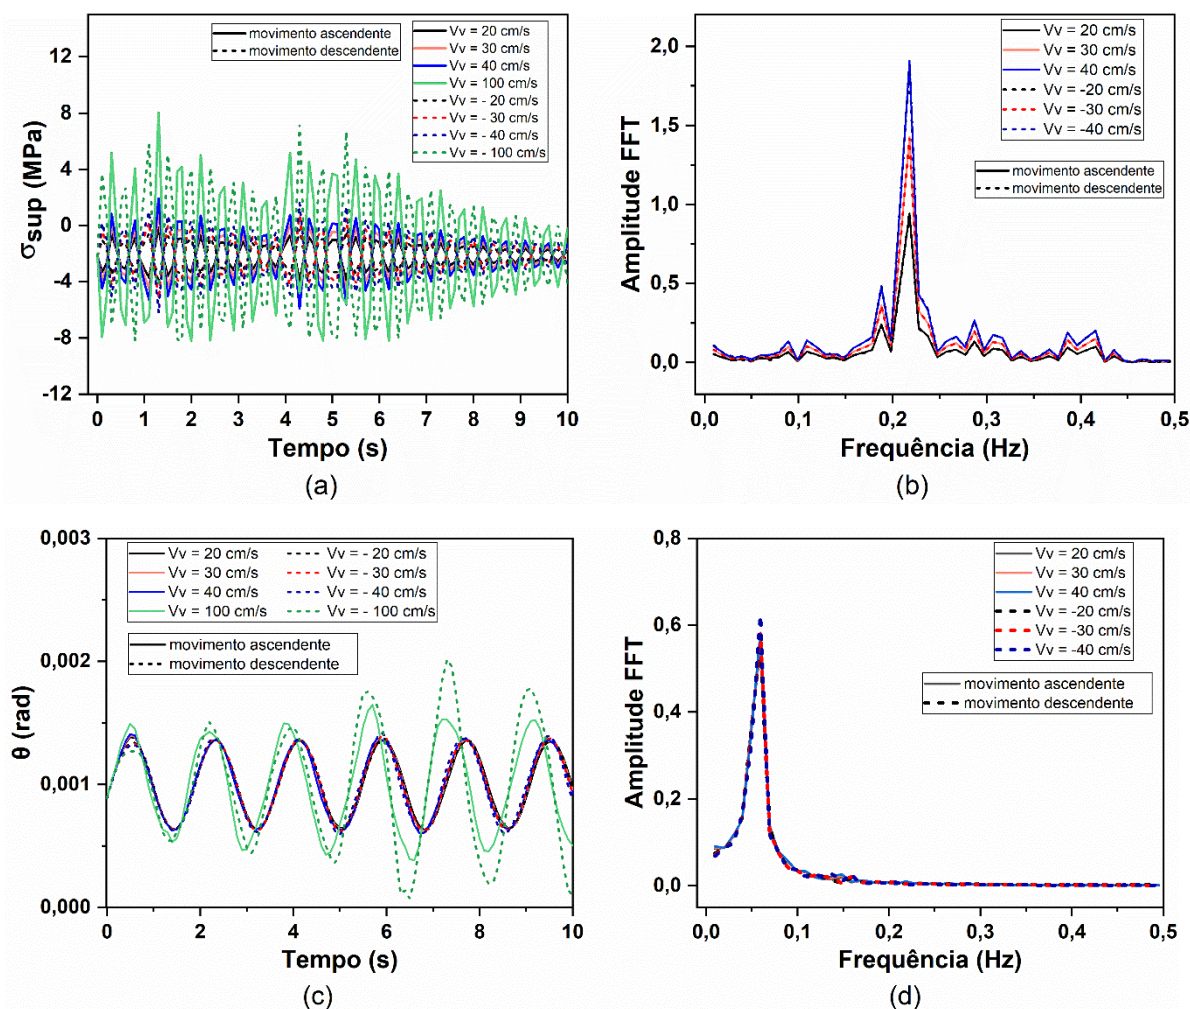 movimento ascendente
movimento descendente
Vv = 20 cm/s
Vv = 30 cm/s
Vv = 40 cm/s
Vv = 100 cm/s
Vv = - 20 cm/s
Vv = - 30 cm/s
Vv = - 40 cm/s
Vv = - 100 cm/s
12
8
4
0
-4
-8
-12
σsup (MPa)
0 1 2 3 4 5 6 7 8 9 10
Tempo (s)
(a)
Vv = 20 cm/s
Vv = 30 cm/s
Vv = 40 cm/s
Vv = -20 cm/s
Vv = -30 cm/s
Vv = -40 cm/s
movimento ascendente
movimento descendente
2,0
1,5
1,0
0,5
0,0
Amplitude FFT
0,0 0,1 0,2 0,3 0,4 0,5
Frequência (Hz)
(b)
Vv = 20 cm/s Vv = - 20 cm/s
Vv = 30 cm/s Vv = - 30 cm/s
Vv = 40 cm/s Vv = - 40 cm/s
Vv = 100 cm/s Vv = - 100 cm/s
movimento ascendente
movimento descendente
0,003
0,002
0,001
0,000
θ (rad)
0 2 4 6 8 10
Tempo (s)
(c)
Vv = 20 cm/s
Vv = 30 cm/s
Vv = 40 cm/s
Vv = -20 cm/s
Vv = -30 cm/s
Vv = -40 cm/s
movimento ascendente
movimento descendente
0,8
0,6
0,4
0,2
0,0
Amplitude FFT
0,0 0,1 0,2 0,3 0,4 0,5
Frequência (Hz)
(d)